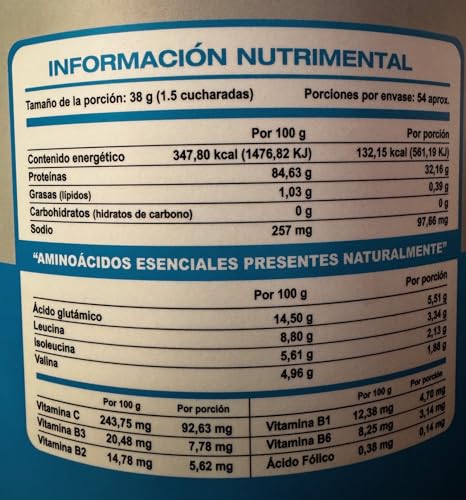 INFORMACIÓN NUTRIMENTAL
Tamaño de la porción: 38 g (1.5 cucharadas) Porciones por envase: 54 aprox.
Por 100 g Por porción
Contenido energético 347,80 kcal (1476,82 KJ) 132,15 kcal (561,19 KJ)
Proteínas 84,63 g 32,16 g
Grasas (lípidos) 1,03 g 0,39 g
Carbohidratos (hidratos de carbono) 0 g 0 g
Sodio 257 mg 97,66 mg
"AMINOÁCIDOS ESENCIALES PRESENTES NATURALMENTE"
Por 100 g Por porción
Ácido glutámico 14,50 g 5,51 g
Leucina 8,80 g 3,34 g
Isoleucina 5,61 g 2,13 g
Valina 4,96 g 1,88 g
Por 100 g Por porción Por 100 g Por porción
Vitamina C 243,75 mg 92,63 mg Vitamina B1 12,38 mg 4,70 mg
Vitamina B3 20,48 mg 7,78 mg Vitamina B6 8,25 mg 3,14 mg
Vitamina B2 14,78 mg 5,62 mg Ácido Fólico 0,38 mg 0,14 mg